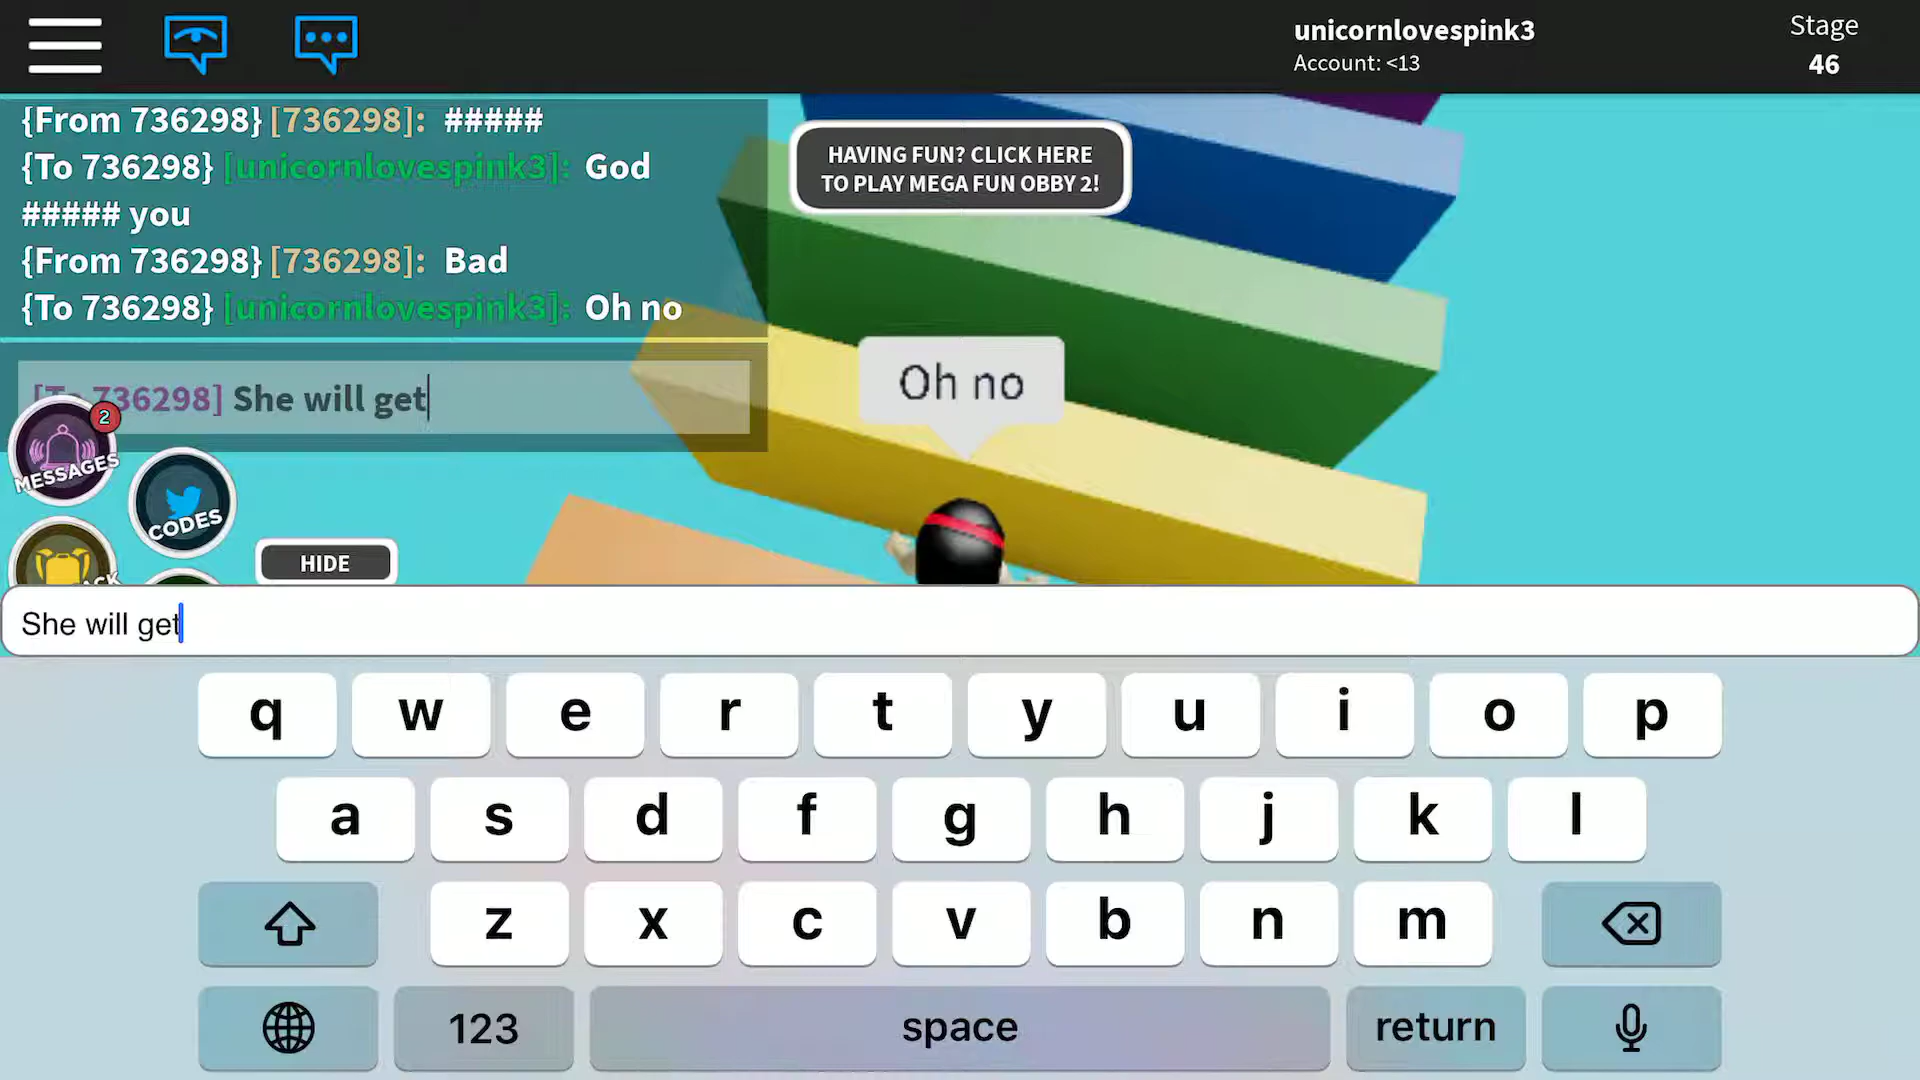 unicornlovespink3
Account: <13
Stage
46
{From 736298} [736298]: #####
{To 736298} [unicornlovespink3]: God
##### you
{From 736298} [736298]: Bad
{To 736298} [unicornlovespink3]: Oh no
[To 736298] She will get
HAVING FUN? CLICK HERE
TO PLAY MEGA FUN OBBY 2!
Oh no
2
MESSAGES
CODES
HIDE
She will get
q w e r t y u i o p
a s d f g h j k l
z x c v b n m
123 space return